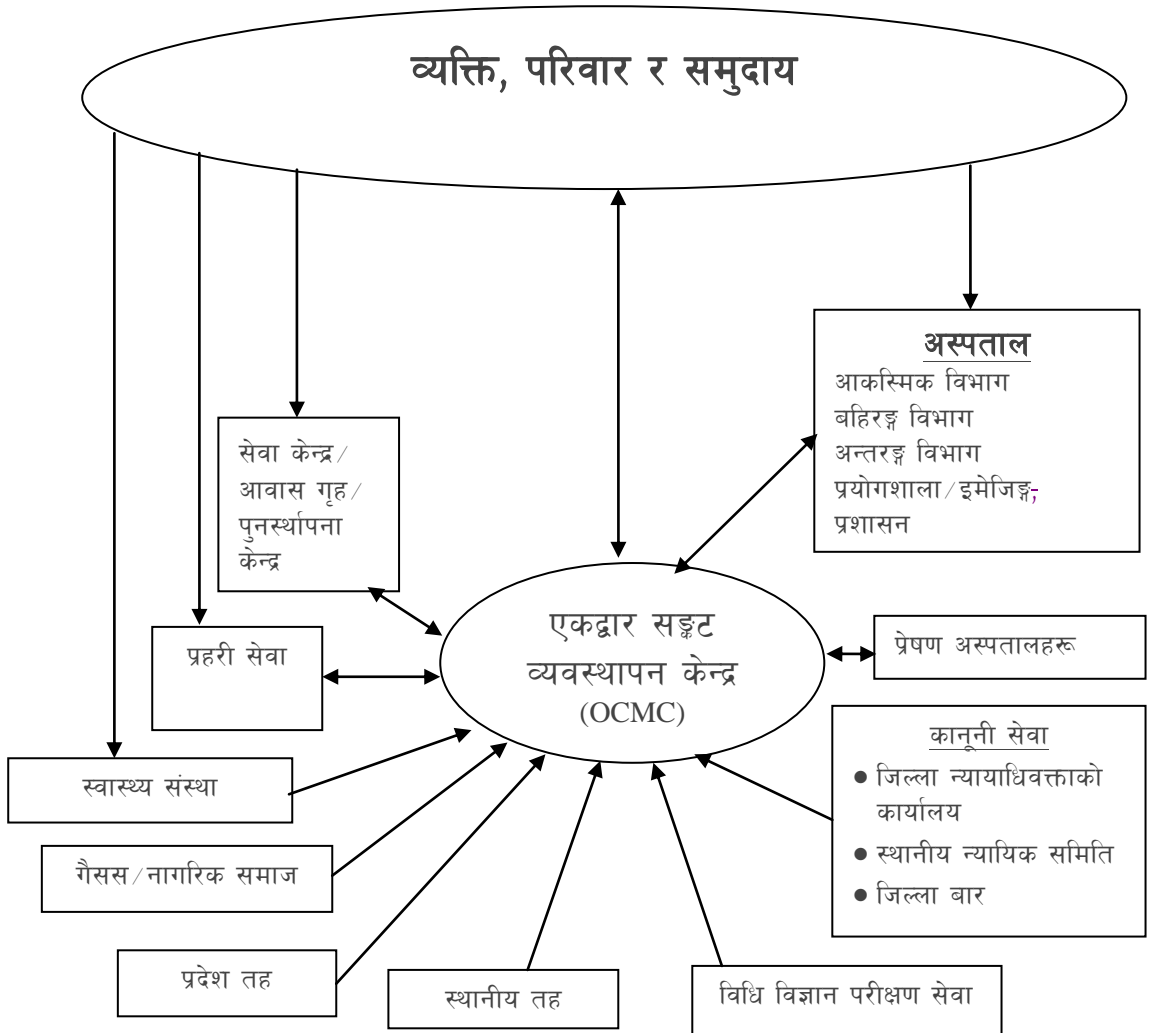 व्यक्ति, परिवार र समुदाय
अस्पताल
आकस्मिक विभाग
बहिरङ्ग विभाग
अन्तरङ्ग विभाग
प्रयोगशाला/इमेजिङ्ग,
प्रशासन
सेवा केन्द्र/
आवास गृह/
पुनर्स्थापना
केन्द्र
एकद्वार सङ्कट
व्यवस्थापन केन्द्र
(OCMC)
प्रहरी सेवा
प्रेषण अस्पतालहरू
कानूनी सेवा
● जिल्ला न्यायाधिवक्ताको
कार्यालय
● स्थानीय न्यायिक समिति
● जिल्ला बार
स्वास्थ्य संस्था
गैसस/नागरिक समाज
प्रदेश तह
स्थानीय तह
विधि विज्ञान परीक्षण सेवा